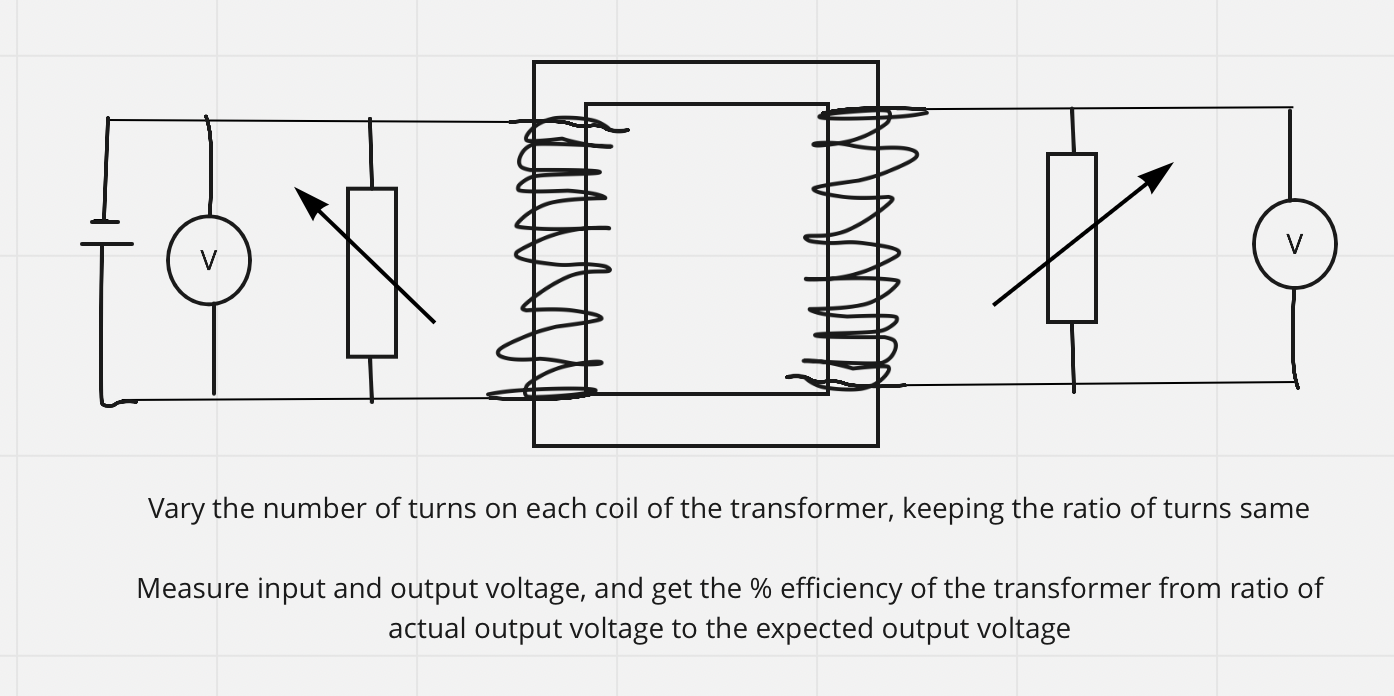 V
V
Vary the number of turns on each coil of the transformer, keeping the ratio of turns same
Measure input and output voltage, and get the % efficiency of the transformer from ratio of
actual output voltage to the expected output voltage